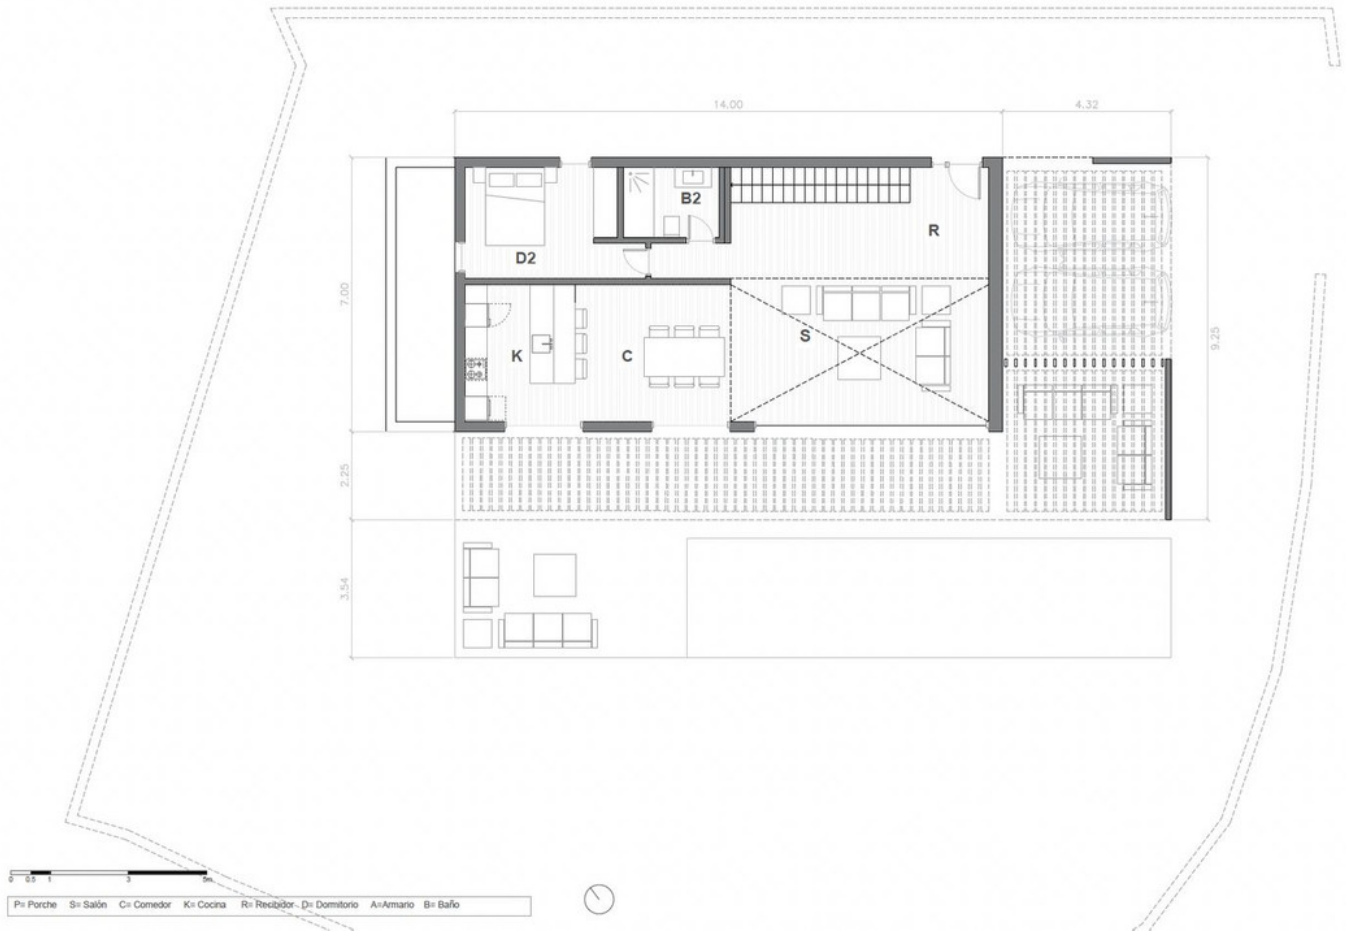 14.00
4.32
B2
R
D2
7.00
S
K
C
9.25
2.25
3.54
0 0.5 1 3 5m
P= Porche S= Salón C= Comedor K= Cocina R= Recibidor D= Dormitorio A=Armario B= Baño